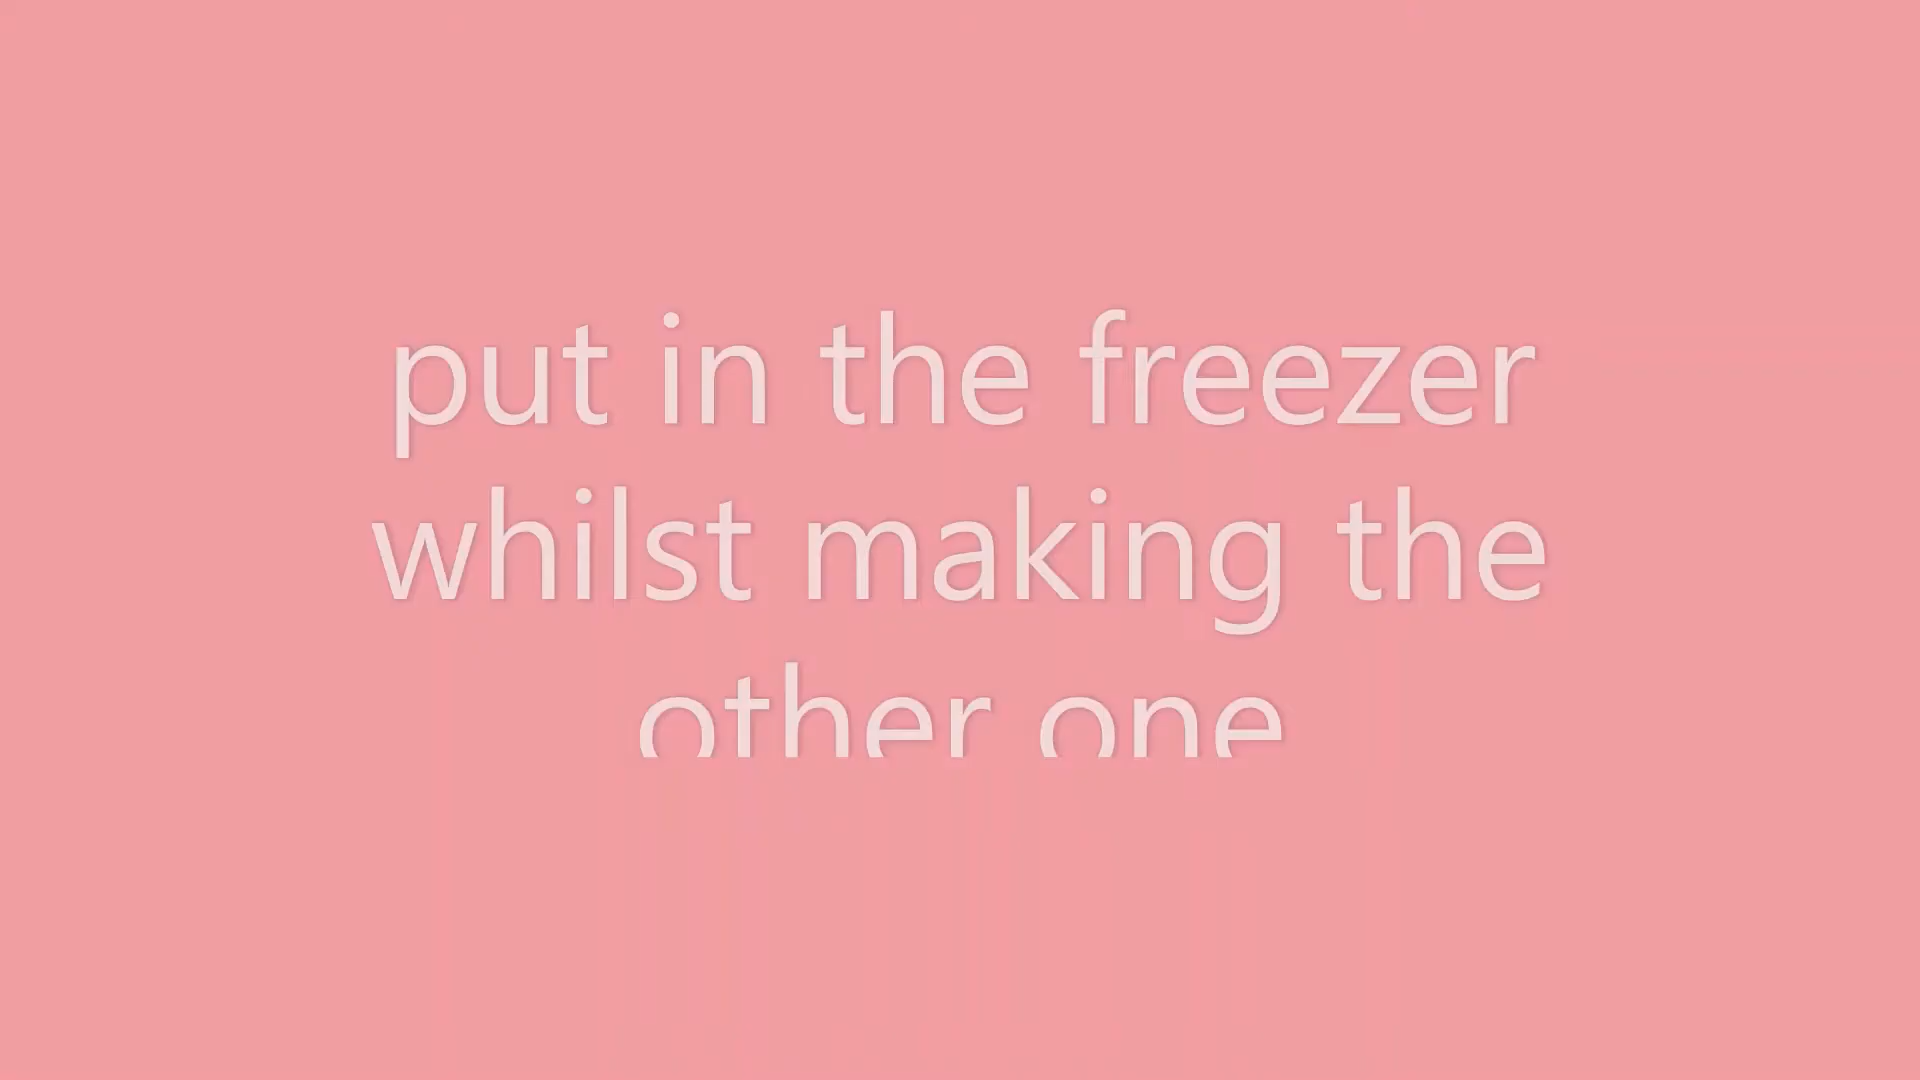 put in the freezer
whilst making the
other one